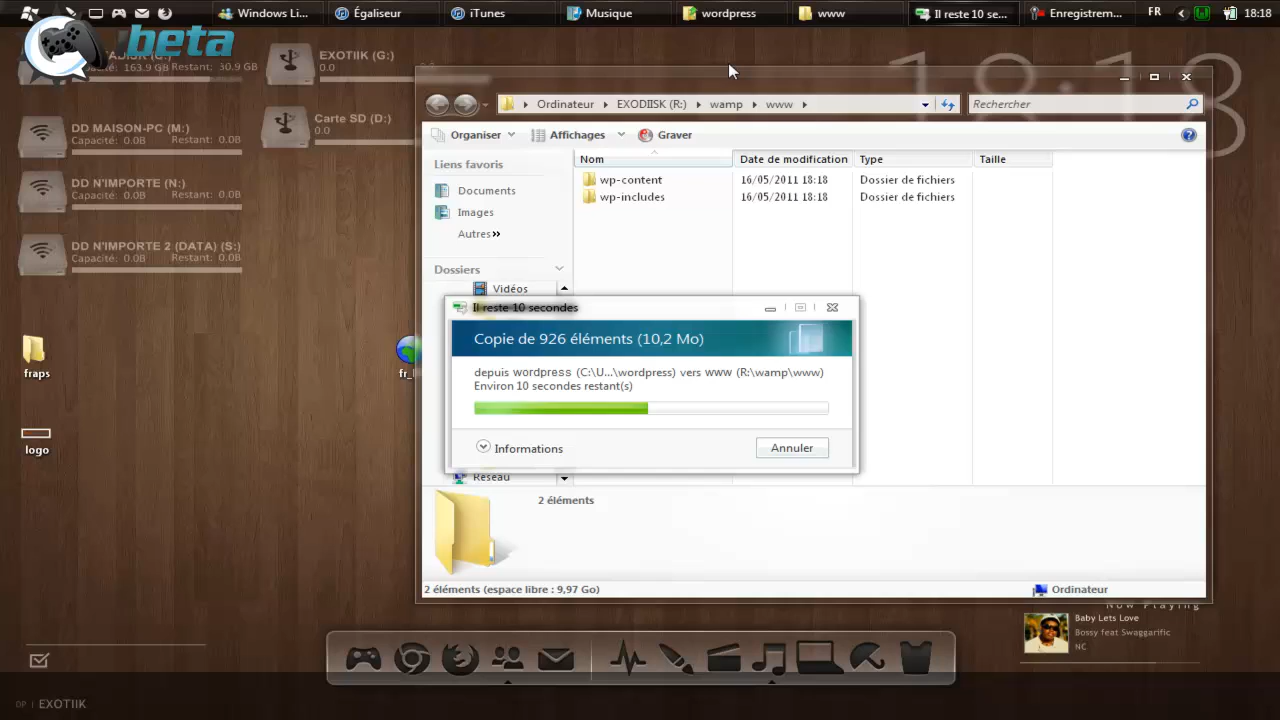 Windows Li...
Égaliseur
iTunes
Musique
wordpress
www
Il reste 10 se...
Enregistrem...
FR
18:18
beta
163.9 GB Restant: 30.9GB
EXOTIIK (G:)
0.0
Carte SD (D:)
0.0
DD MAISON-PC (M:)
Capacité: 0.0B Restant: 0.0B
DD N'IMPORTE (N:)
Capacité: 0.0B Restant: 0.0B
DD N'IMPORTE 2 (DATA) (S:)
Capacité: 0.0B Restant: 0.0B
fraps
logo
18:18
Ordinateur
EXODIISK (R:)
wamp
www
Rechercher
Organiser
Affichages
Graver
Liens favoris
Documents
Images
Autres
Dossiers
Vidéos
Réseau
Nom
Date de modification
Type
Taille
wp-content
16/05/2011 18:18
Dossier de fichiers
wp-includes
16/05/2011 18:18
Dossier de fichiers
Il reste 10 secondes
Copie de 926 éléments (10,2 Mo)
depuis wordpress (C:\U...\wordpress) vers www (R:\wamp\www)
Environ 10 secondes restant(s)
Informations
Annuler
2 éléments
2 éléments (espace libre : 9,97 Go)
Ordinateur
Now Playing
Baby Lets Love
Bossy feat Swaggarific
NC
DP | EXOTIIK